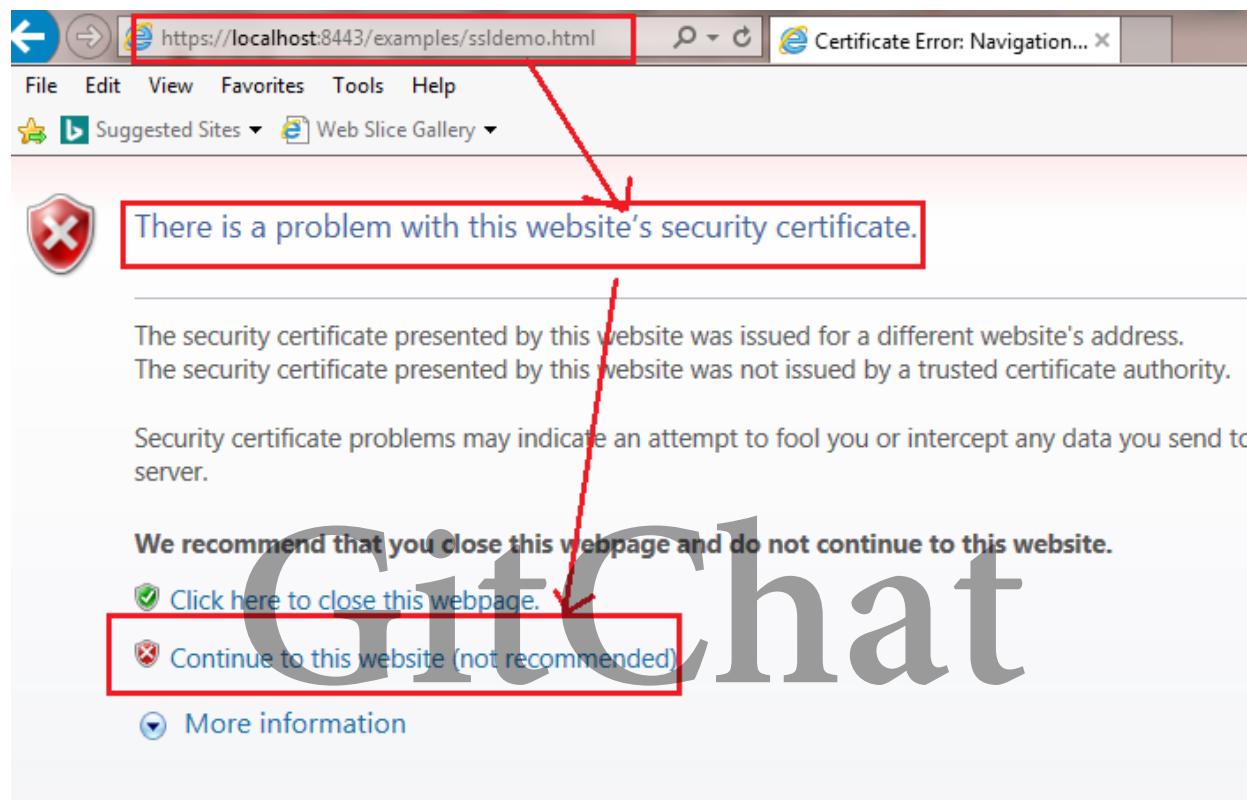 https://localhost:8443/examples/ssldemo.html
Certificate Error: Navigation...
File Edit View Favorites Tools Help
Suggested Sites Web Slice Gallery
There is a problem with this website's security certificate.
The security certificate presented by this website was issued for a different website's address.
The security certificate presented by this website was not issued by a trusted certificate authority.
Security certificate problems may indicate an attempt to fool you or intercept any data you send to
server.
We recommend that you close this webpage and do not continue to this website.
Click here to close this webpage.
Continue to this website (not recommended)
More information
GitChat